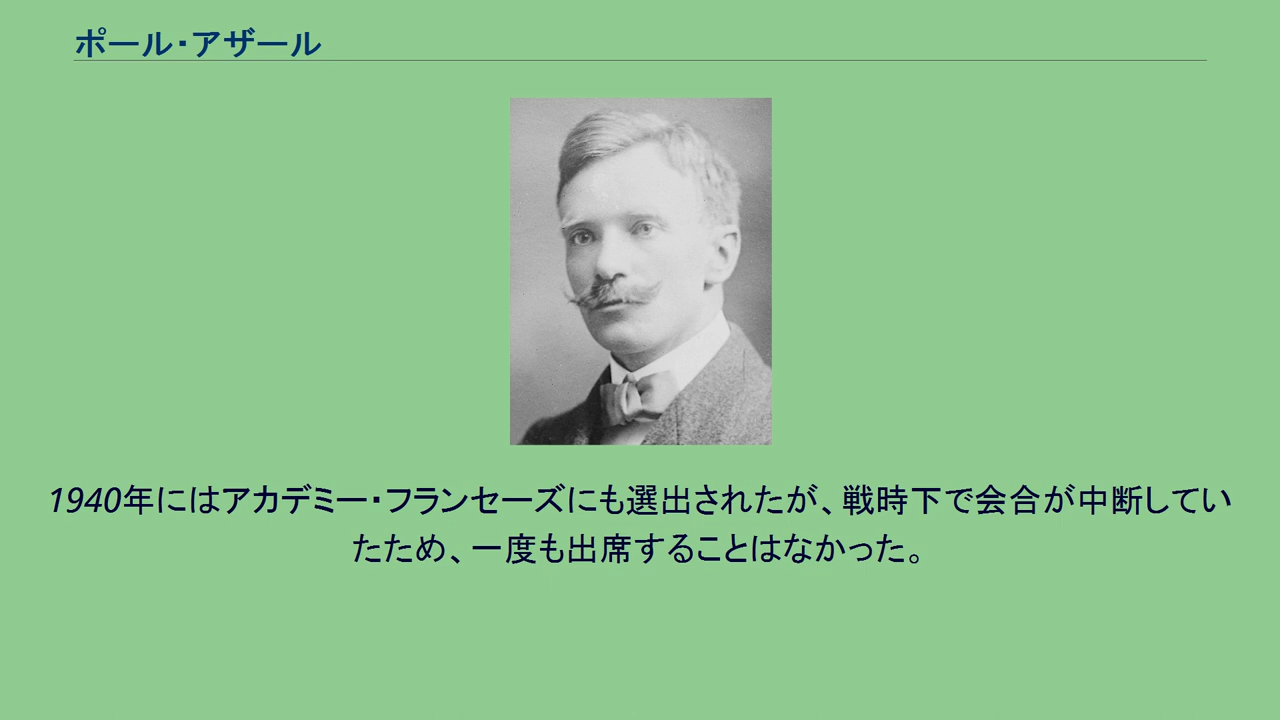 ポール・アザール
1940年にはアカデミー・フランセーズにも選出されたが、戦時下で会合が中断してい
たため、一度も出席することはなかった。